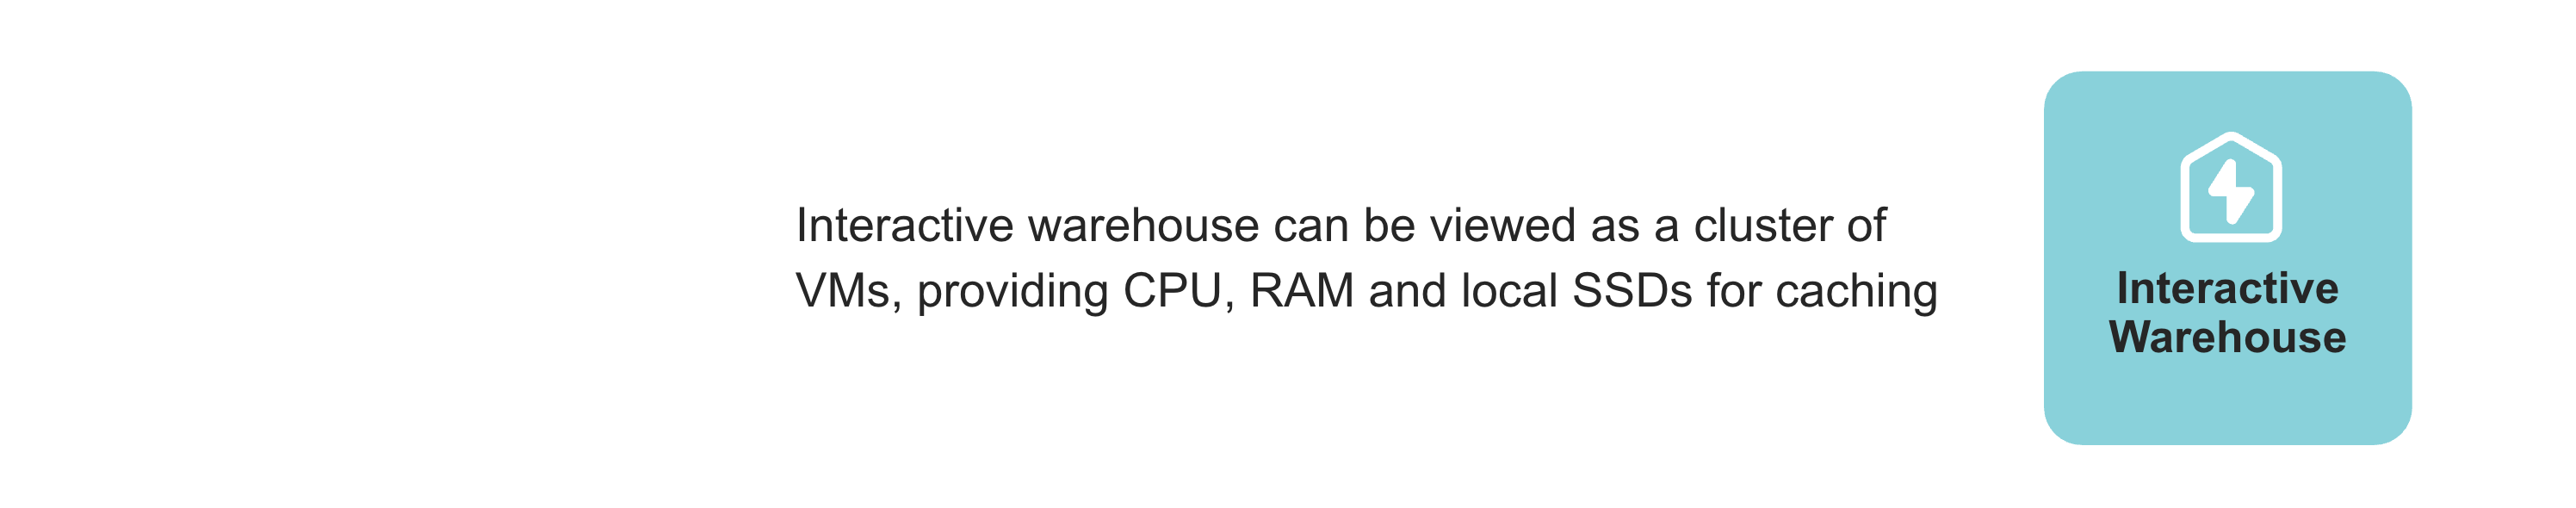 Interactive warehouse can be viewed as a cluster of
VMs, providing CPU, RAM and local SSDs for caching
Interactive
Warehouse